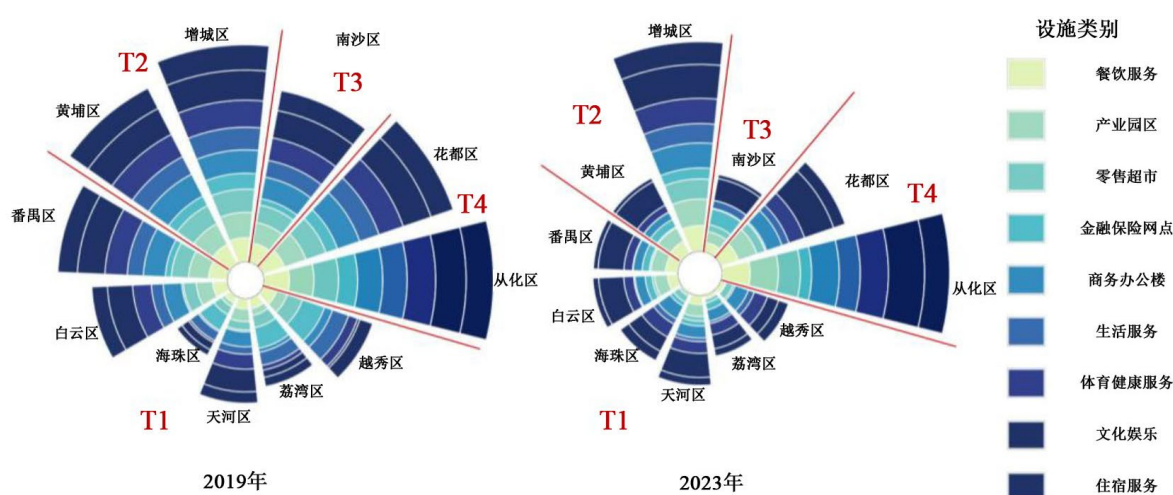 增城区
南沙区
T2
T3
黄埔区
花都区
番禺区
T4
从化区
白云区
海珠区
越秀区
荔湾区
天河区
T1
2019年
增城区
T2
T3
黄埔区
南沙区
花都区
T4
番禺区
白云区
从化区
海珠区
越秀区
荔湾区
天河区
T1
2023年
设施类别
餐饮服务
产业园区
零售超市
金融保险网点
商务办公楼
生活服务
体育健康服务
文化娱乐
住宿服务